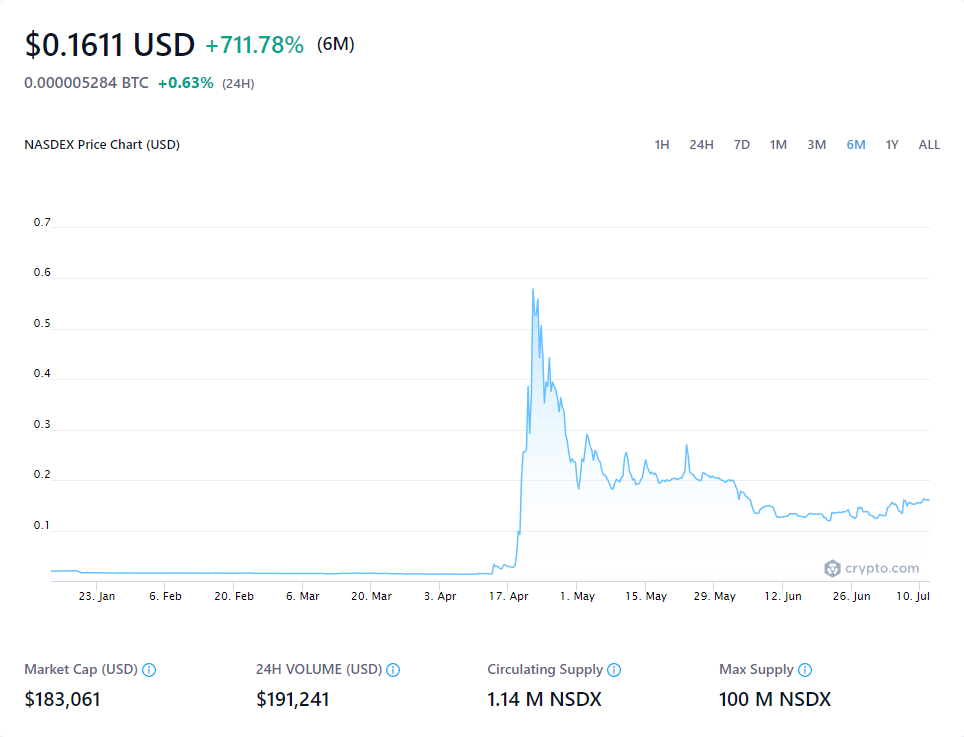 $0.1611 USD +711.78% (6M)
0.000005284 BTC +0.63% (24H)
NASDEX Price Chart (USD) 1H 24H 7D 1M 3M 6M 1Y ALL
0.7
0.6
0.5
0.4
0.3
0.2
0.1
crypto.com
23. Jan 6. Feb 20. Feb 6. Mar 20. Mar 3. Apr 17. Apr 1. May 15. May 29. May 12. Jun 26. Jun 10. Jul
Market Cap (USD) 24H VOLUME (USD) Circulating Supply Max Supply
$183,061 $191,241 1.14 M NSDX 100 M NSDX